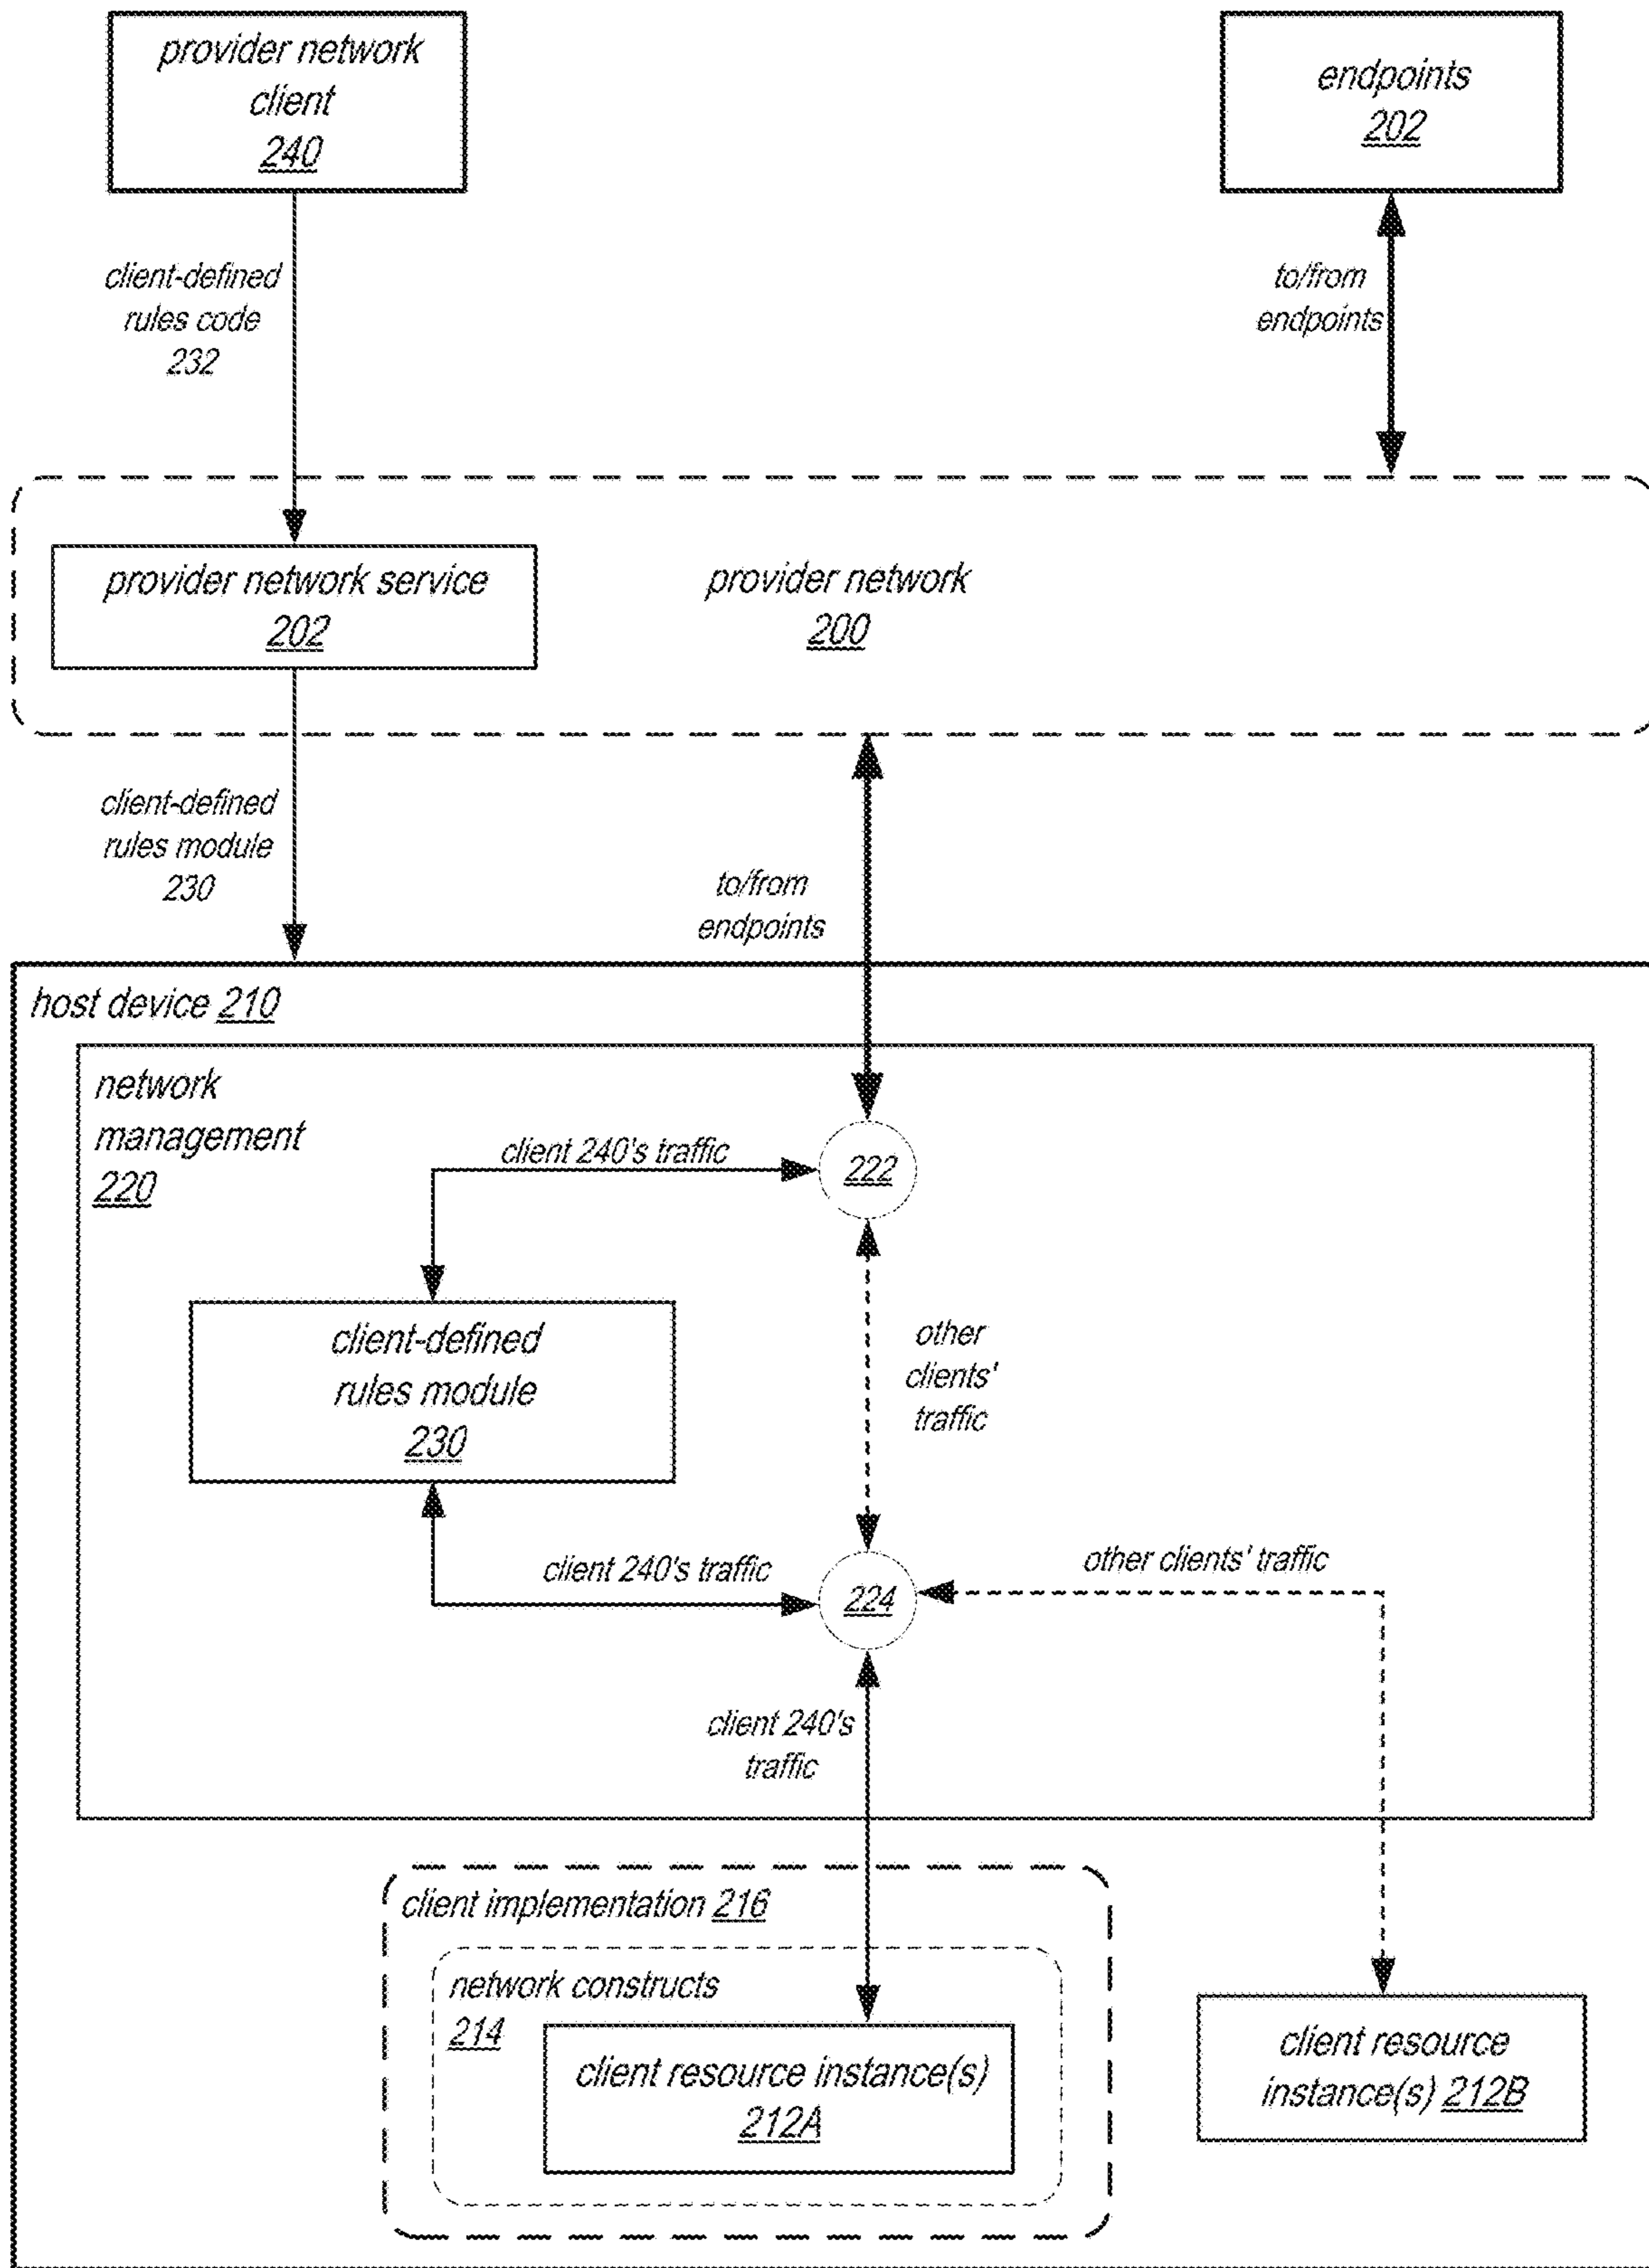 provider network
client
240
endpoints
202
client-defined
rules code
232
to/from
endpoints
provider network service
202
provider network
200
client-defined
rules module
230
to/from
endpoints
host device 210
network
management
220
client 240's traffic
222
client-defined
rules module
230
other
clients'
traffic
client 240's traffic
224
other clients' traffic
client 240's
traffic
client implementation 216
network constructs
214
client resource instance(s)
212A
client resource
instance(s) 212B